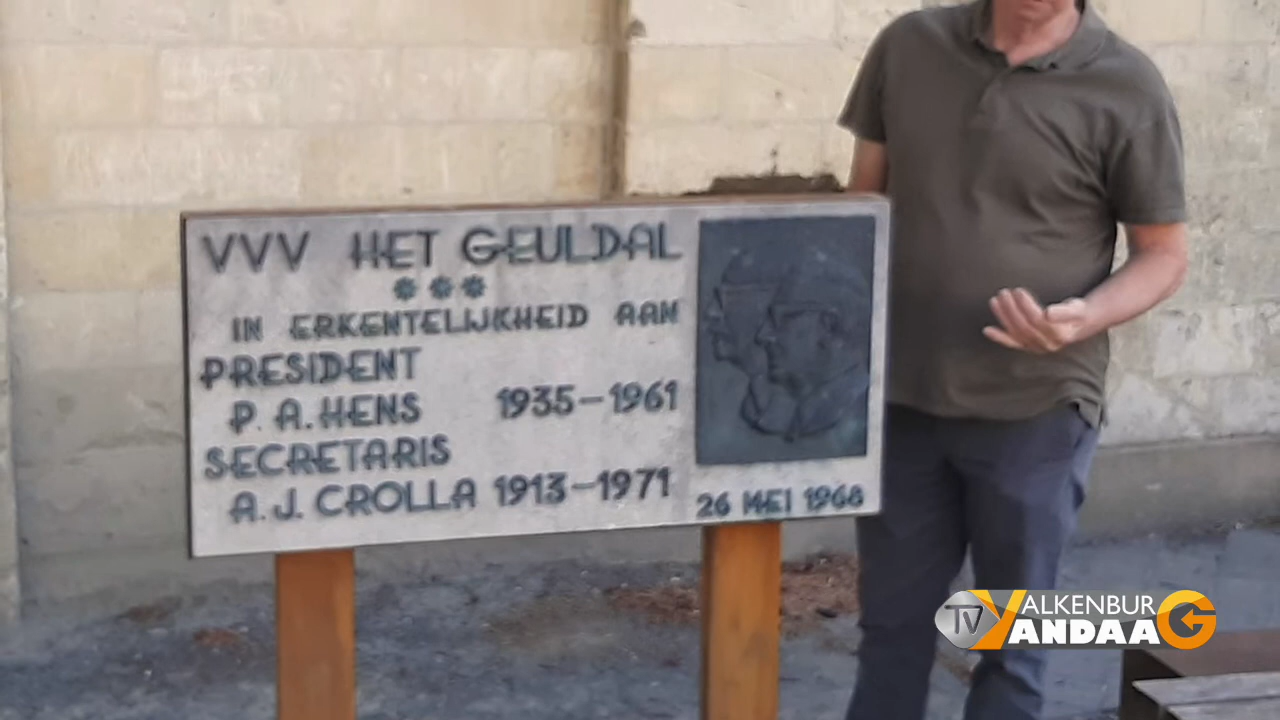 VVV HET GEULDAL
***
IN ERKENTELIJKHEID AAN
PRESIDENT
P. A. HENS 1935-1961
SECRETARIS
A. J. CROLLA 1913-1971
26 MEI 1968
TV VALKENBURG
VANDAAG